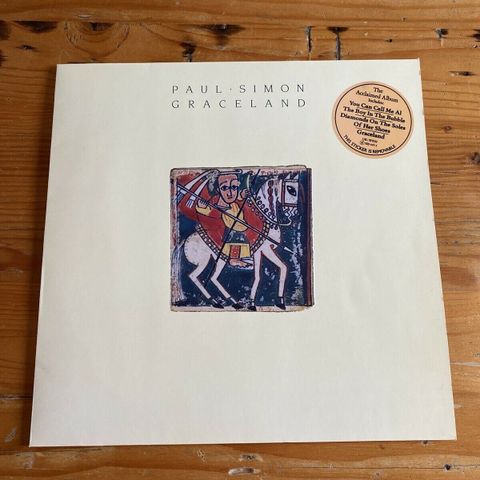 PAUL · SIMON
GRACELAND
The
Acclaimed Album
Includes
You Can Call Me Al
The Boy In The Bubble
Diamonds On The Soles
Of Her Shoes
Graceland
THIS STICKER IS REMOVABLE